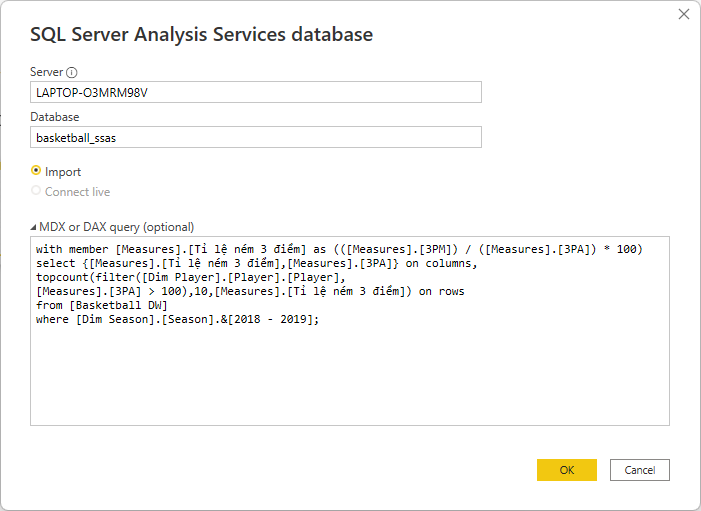 SQL Server Analysis Services database
Server
LAPTOP-O3MRM98V
Database
basketball_ssas
Import
Connect live
MDX or DAX query (optional)
with member [Measures].[Tỉ lệ ném 3 điểm] as (([Measures].[3PM]) / ([Measures].[3PA]) * 100)
select {[Measures].[Tỉ lệ ném 3 điểm],[Measures].[3PA]} on columns,
topcount(filter([Dim Player].[Player].[Player],
[Measures].[3PA] > 100),10,[Measures].[Tỉ lệ ném 3 điểm]) on rows
from [Basketball DW]
where [Dim Season].[Season].&[2018 - 2019];
OK
Cancel